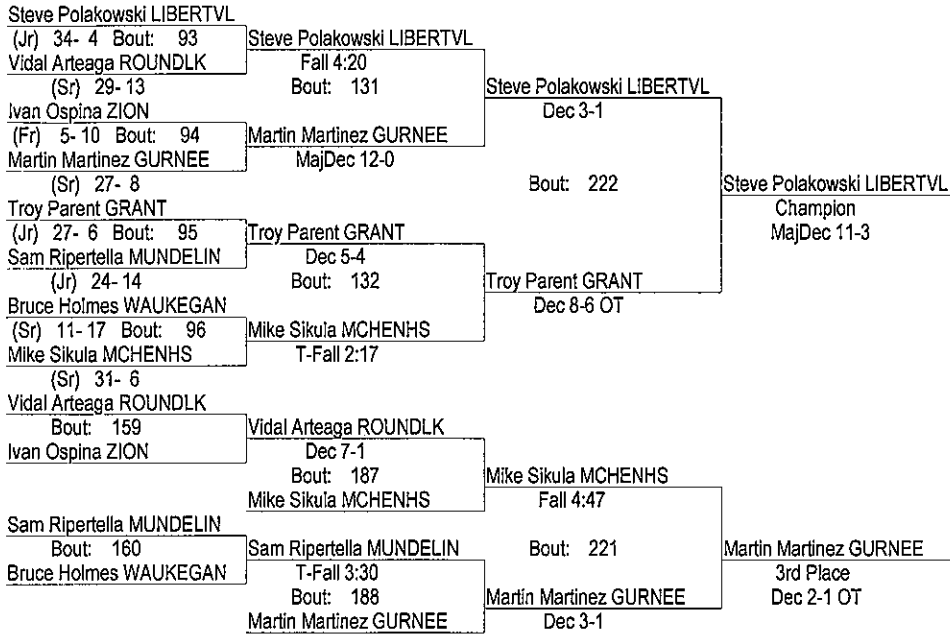 Steve Polakowski LIBERTVL
(Jr) 34- 4 Bout: 93
Steve Polakowski LIBERTVL
Vidal Arteaga ROUNDLK
Fall 4:20
(Sr) 29- 13
Bout: 131
Steve Polakowski LIBERTVL
Ivan Ospina ZION
Dec 3-1
(Fr) 5- 10 Bout: 94
Martin Martinez GURNEE
Martin Martinez GURNEE
MajDec 12-0
(Sr) 27- 8
Bout: 222
Steve Polakowski LIBERTVL
Troy Parent GRANT
Champion
(Jr) 27- 6 Bout: 95
Troy Parent GRANT
MajDec 11-3
Sam Ripertella MUNDELIN
Dec 5-4
(Jr) 24- 14
Bout: 132
Troy Parent GRANT
Bruce Holmes WAUKEGAN
Dec 8-6 OT
(Sr) 11- 17 Bout: 96
Mike Sikula MCHENHS
Mike Sikula MCHENHS
T-Fall 2:17
(Sr) 31- 6
Vidal Arteaga ROUNDLK
Bout: 159
Vidal Arteaga ROUNDLK
Ivan Ospina ZION
Dec 7-1
Bout: 187
Mike Sikula MCHENHS
Mike Sikula MCHENHS
Fall 4:47
Sam Ripertella MUNDELIN
Bout: 160
Sam Ripertella MUNDELIN
Bout: 221
Martin Martinez GURNEE
Bruce Holmes WAUKEGAN
T-Fall 3:30
3rd Place
Bout: 188
Martin Martinez GURNEE
Dec 2-1 OT
Martin Martinez GURNEE
Dec 3-1